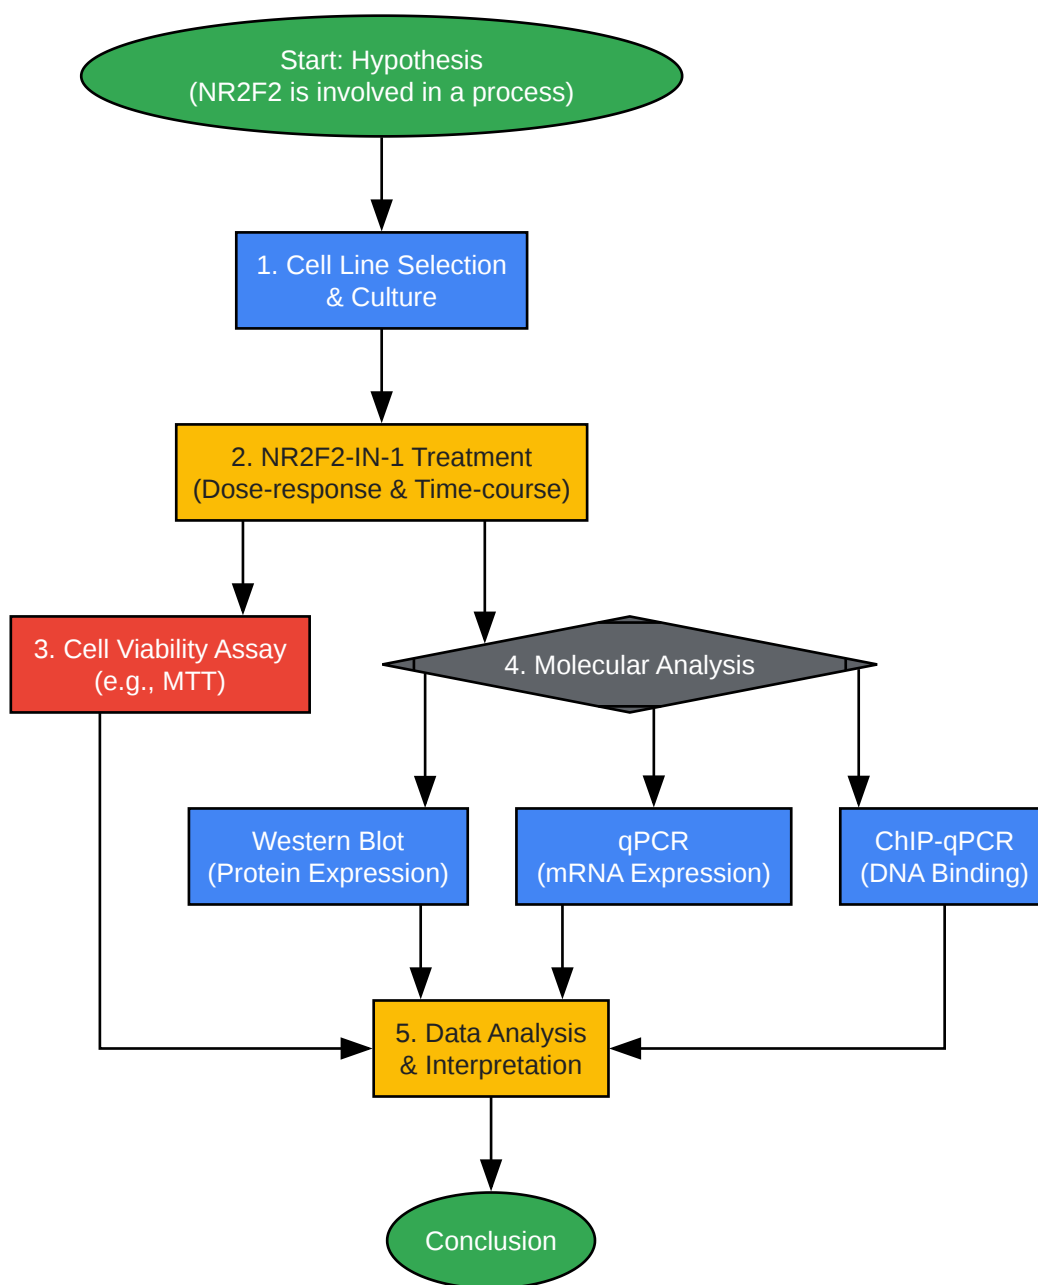 Start: Hypothesis
(NR2F2 is involved in a process)
1. Cell Line Selection
& Culture
2. NR2F2-IN-1 Treatment
(Dose-response & Time-course)
3. Cell Viability Assay
(e.g., MTT)
4. Molecular Analysis
Western Blot
(Protein Expression)
qPCR
(mRNA Expression)
ChIP-qPCR
(DNA Binding)
5. Data Analysis
& Interpretation
Conclusion